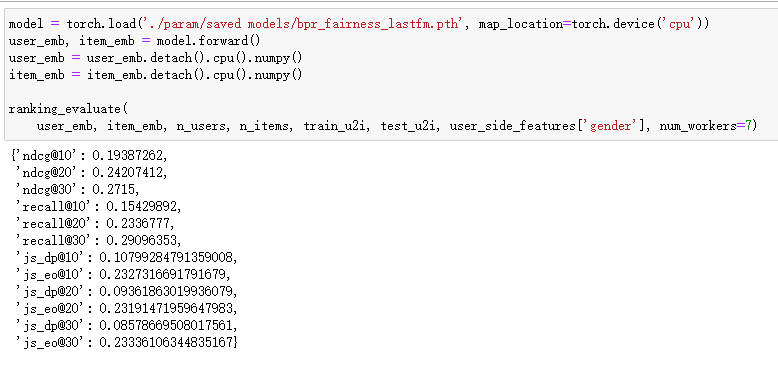 model = torch.load('./param/saved models/bpr_fairness_lastfm.pth', map_location=torch.device('cpu'))
user_emb, item_emb = model.forward()
user_emb = user_emb.detach().cpu().numpy()
item_emb = item_emb.detach().cpu().numpy()
ranking_evaluate(
user_emb, item_emb, n_users, n_items, train_u2i, test_u2i, user_side_features['gender'], num_workers=7)
{'ndcg@10': 0.19387262,
'ndcg@20': 0.24207412,
'ndcg@30': 0.2715,
'recall@10': 0.15429892,
'recall@20': 0.2336777,
'recall@30': 0.29096353,
'js_dp@10': 0.10799284791359008,
'js_eo@10': 0.2327316691791679,
'js_dp@20': 0.09361863019936079,
'js_eo@20': 0.23191471959647983,
'js_dp@30': 0.08578669508017561,
'js_eo@30': 0.23336106344835167}